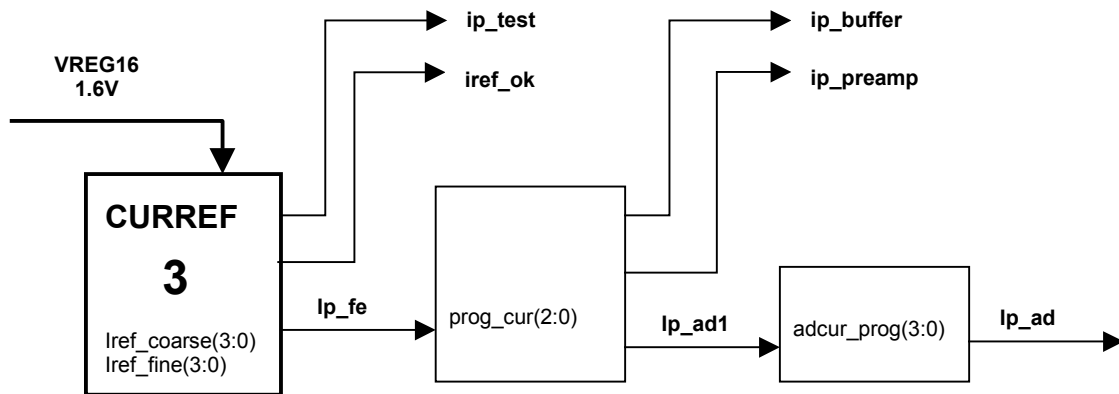 ip_test
ip_buffer
VREG16
1.6V
iref_ok
ip_preamp
CURREF
3
Iref_coarse(3:0)
Iref_fine(3:0)
Ip_fe
prog_cur(2:0)
Ip_ad1
adcur_prog(3:0)
Ip_ad